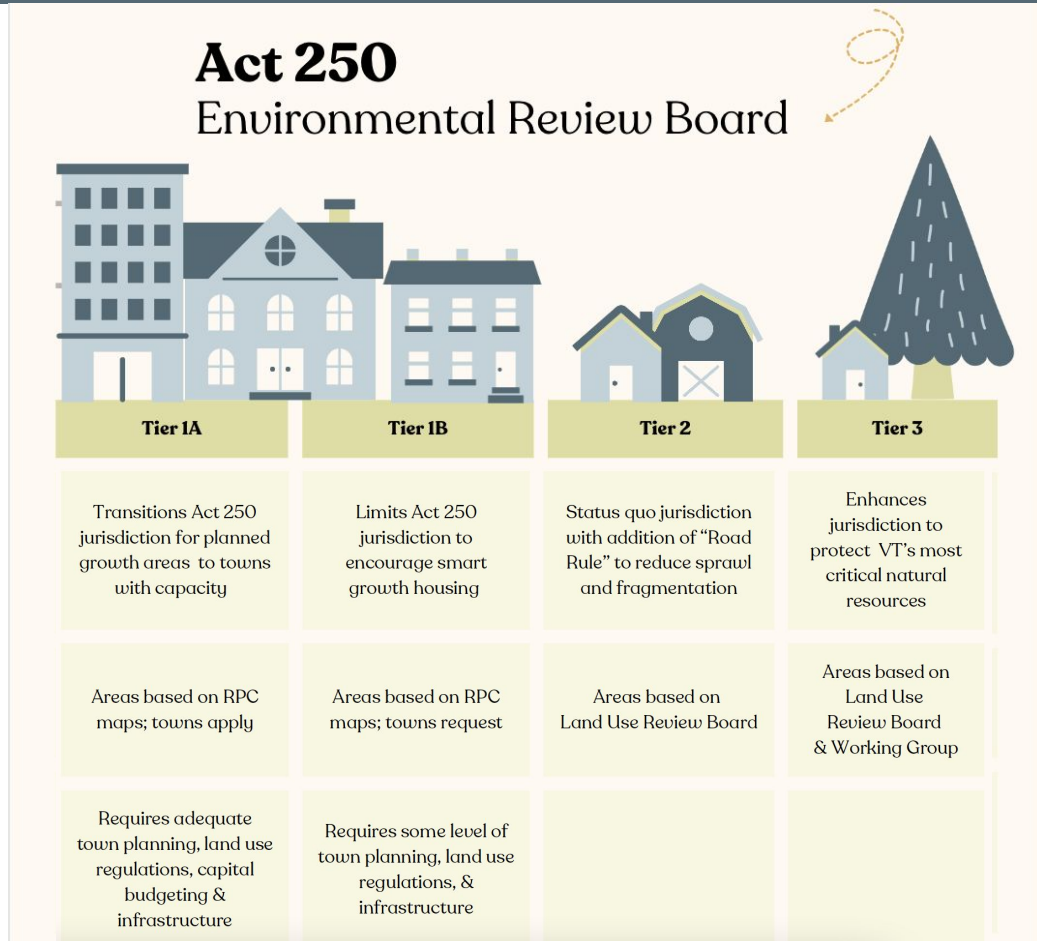 Act 250
Environmental Review Board
Tier 1A
Tier 1B
Tier 2
Tier 3
Transitions Act 250
jurisdiction for planned
growth areas to towns
with capacity
Limits Act 250
jurisdiction to
encourage smart
growth housing
Status quo jurisdiction
with addition of “Road
Rule” to reduce sprawl
and fragmentation
Enhances
jurisdiction to
protect VT’s most
critical natural
resources
Areas based on RPC
maps; towns apply
Areas based on RPC
maps; towns request
Areas based on
Land Use Review Board
Areas based on
Land Use
Review Board
& Working Group
Requires adequate
town planning, land use
regulations, capital
budgeting &
infrastructure
Requires some level of
town planning, land use
regulations, &
infrastructure